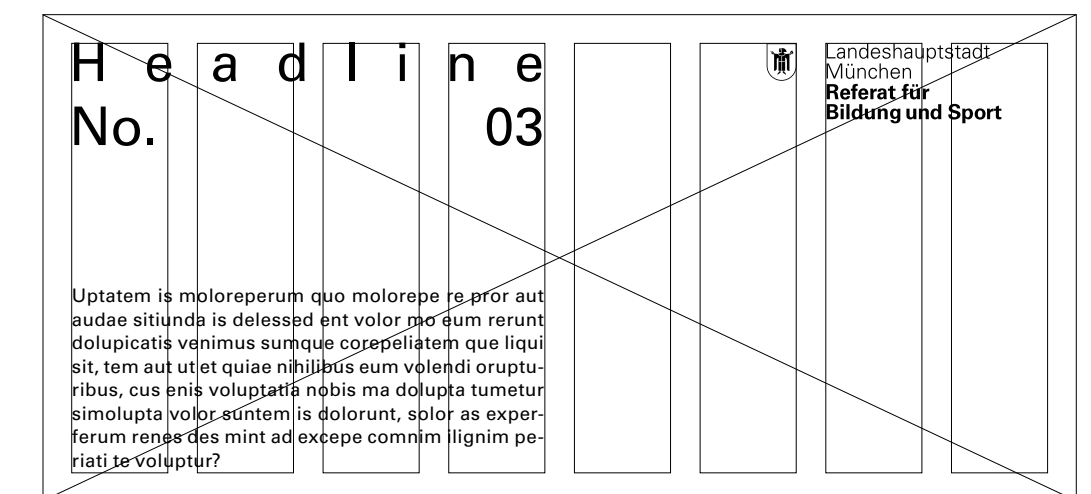 Headline
No. 03
Landeshauptstadt
München
Referat für
Bildung und Sport
Uptatem is moloreperum quo molorepe re pror aut
audae sitiunda is delessed ent volor mo eum rerunt
dolupicatis venimus sumque corepeliatem que liqui
sit, tem aut ut et quiae nihilibus eum volendi oruptu-
ribus, cus enis voluptatia nobis ma dolupta tumetur
simolupta volor suntem is dolorunt, solor as exper-
ferum renes des mint ad excepe comnim ilignim pe-
riati te voluptur?